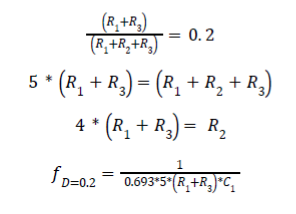 (R₁+R₃)/(R₁+R₂+R₃) = 0.2
5 * (R₁ + R₃) = (R₁ + R₂ + R₃)
4 * (R₁ + R₃) = R₂
f_D=0.2 = 1/(0.693*5*(R₁+R₃)*C₁)